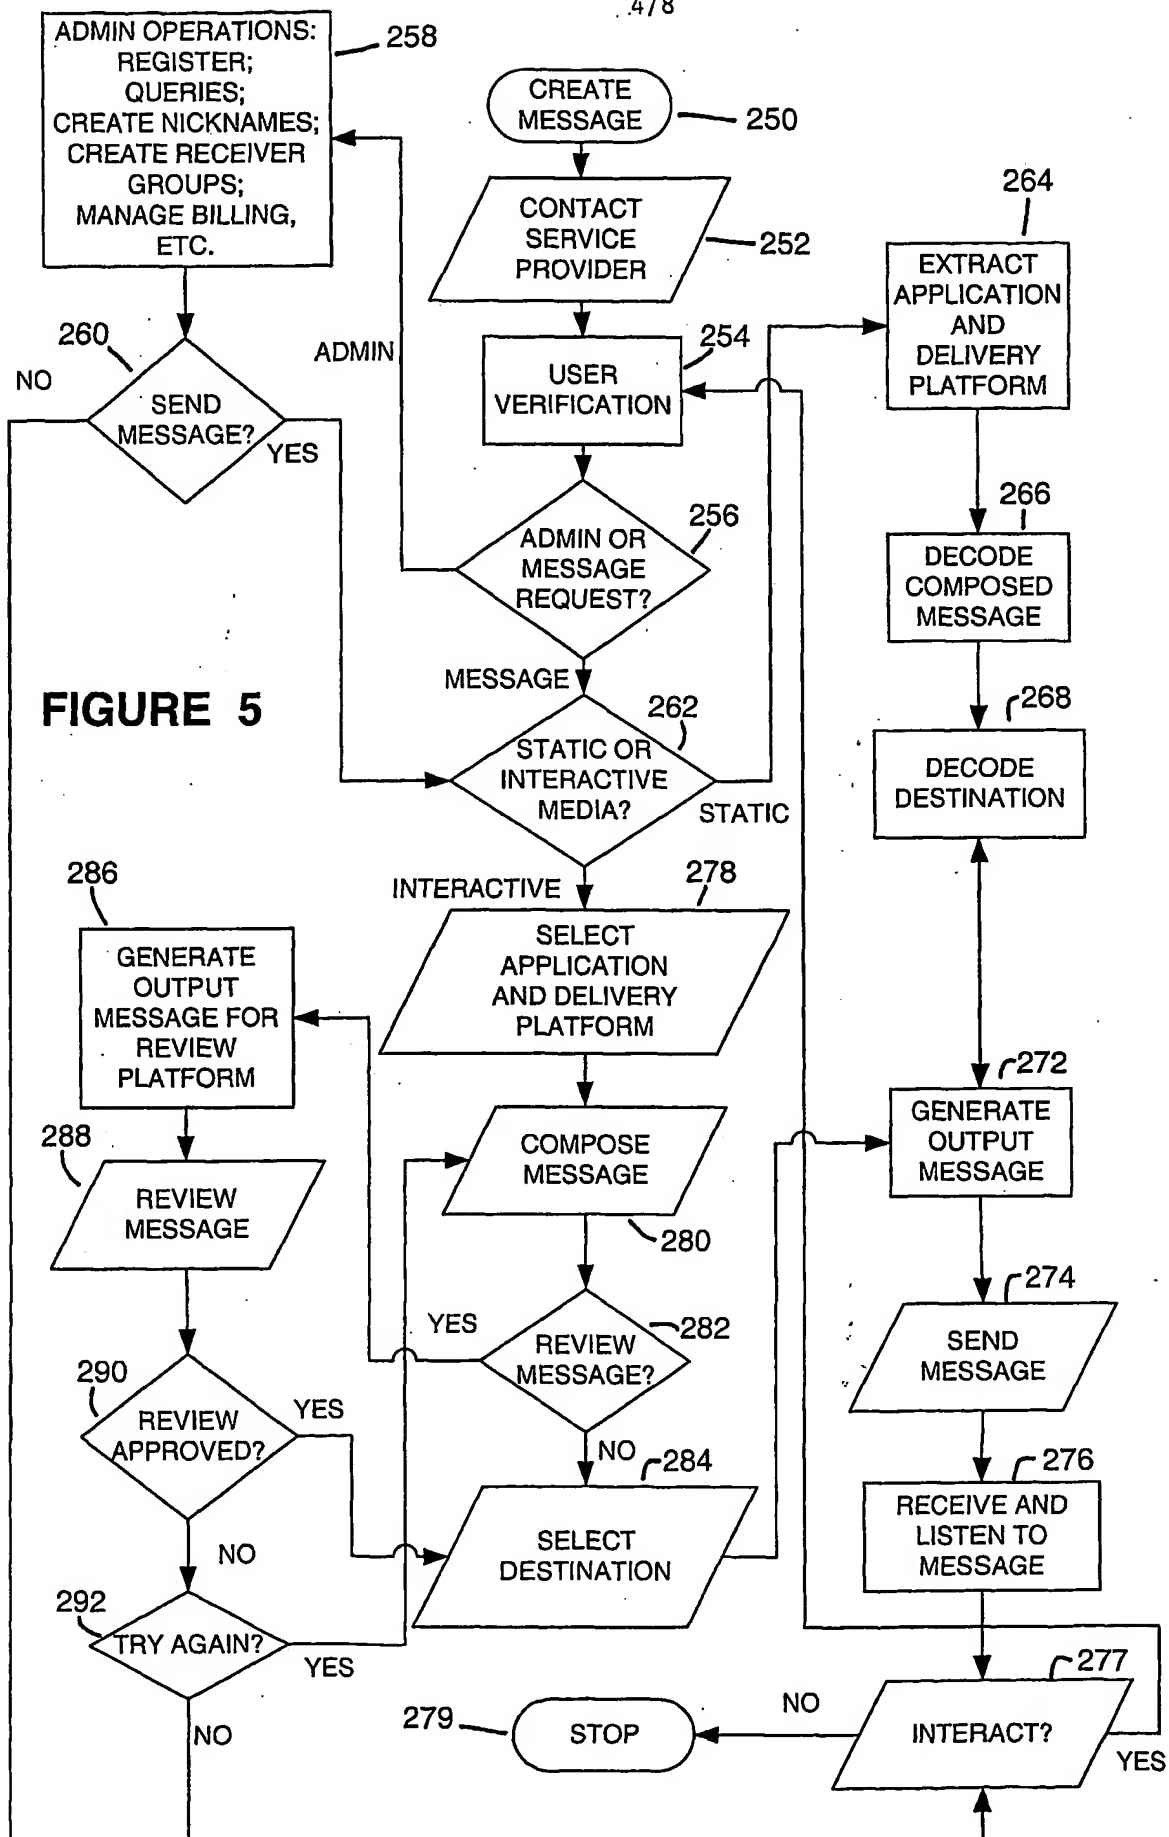 4/8
ADMIN OPERATIONS:
REGISTER;
QUERIES;
CREATE NICKNAMES;
CREATE RECEIVER
GROUPS;
MANAGE BILLING,
ETC.
258
CREATE
MESSAGE
250
CONTACT
SERVICE
PROVIDER
252
264
EXTRACT
APPLICATION
AND
DELIVERY
PLATFORM
260
NO
SEND
MESSAGE?
YES
ADMIN
254
USER
VERIFICATION
256
ADMIN OR
MESSAGE
REQUEST?
266
DECODE
COMPOSED
MESSAGE
MESSAGE
FIGURE 5
262
STATIC OR
INTERACTIVE
MEDIA?
STATIC
268
DECODE
DESTINATION
INTERACTIVE
278
SELECT
APPLICATION
AND DELIVERY
PLATFORM
286
GENERATE
OUTPUT
MESSAGE FOR
REVIEW
PLATFORM
272
GENERATE
OUTPUT
MESSAGE
288
REVIEW
MESSAGE
COMPOSE
MESSAGE
280
YES
282
REVIEW
MESSAGE?
NO
274
SEND
MESSAGE
290
REVIEW
APPROVED?
YES
NO
284
SELECT
DESTINATION
276
RECEIVE AND
LISTEN TO
MESSAGE
292
TRY AGAIN?
YES
NO
279
STOP
NO
277
INTERACT?
YES